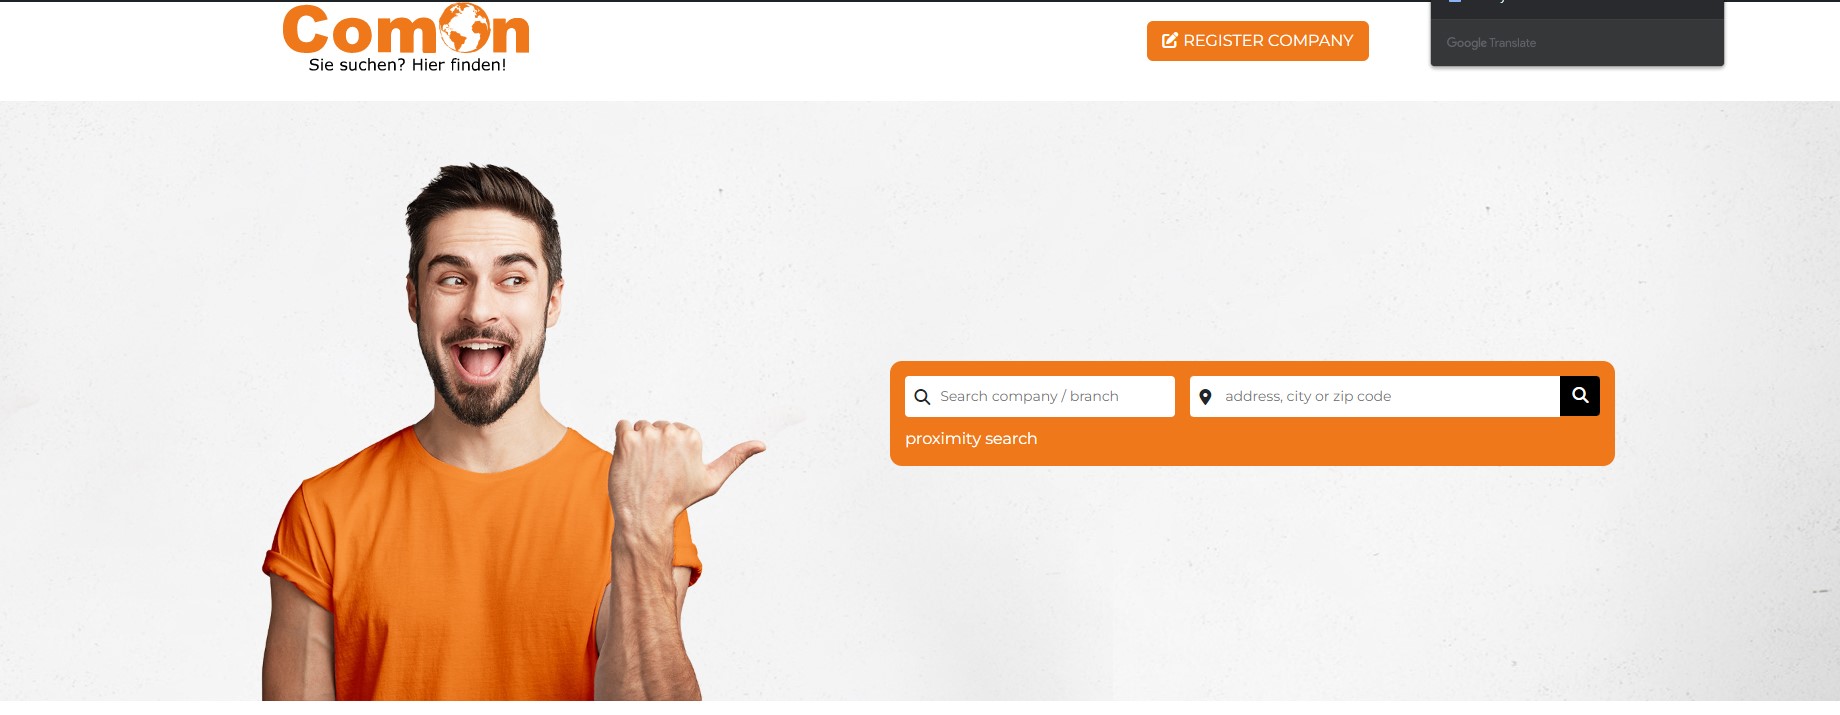 Comon
Sie suchen? Hier finden!
REGISTER COMPANY
Google Translate
Search company / branch
address, city or zip code
proximity search